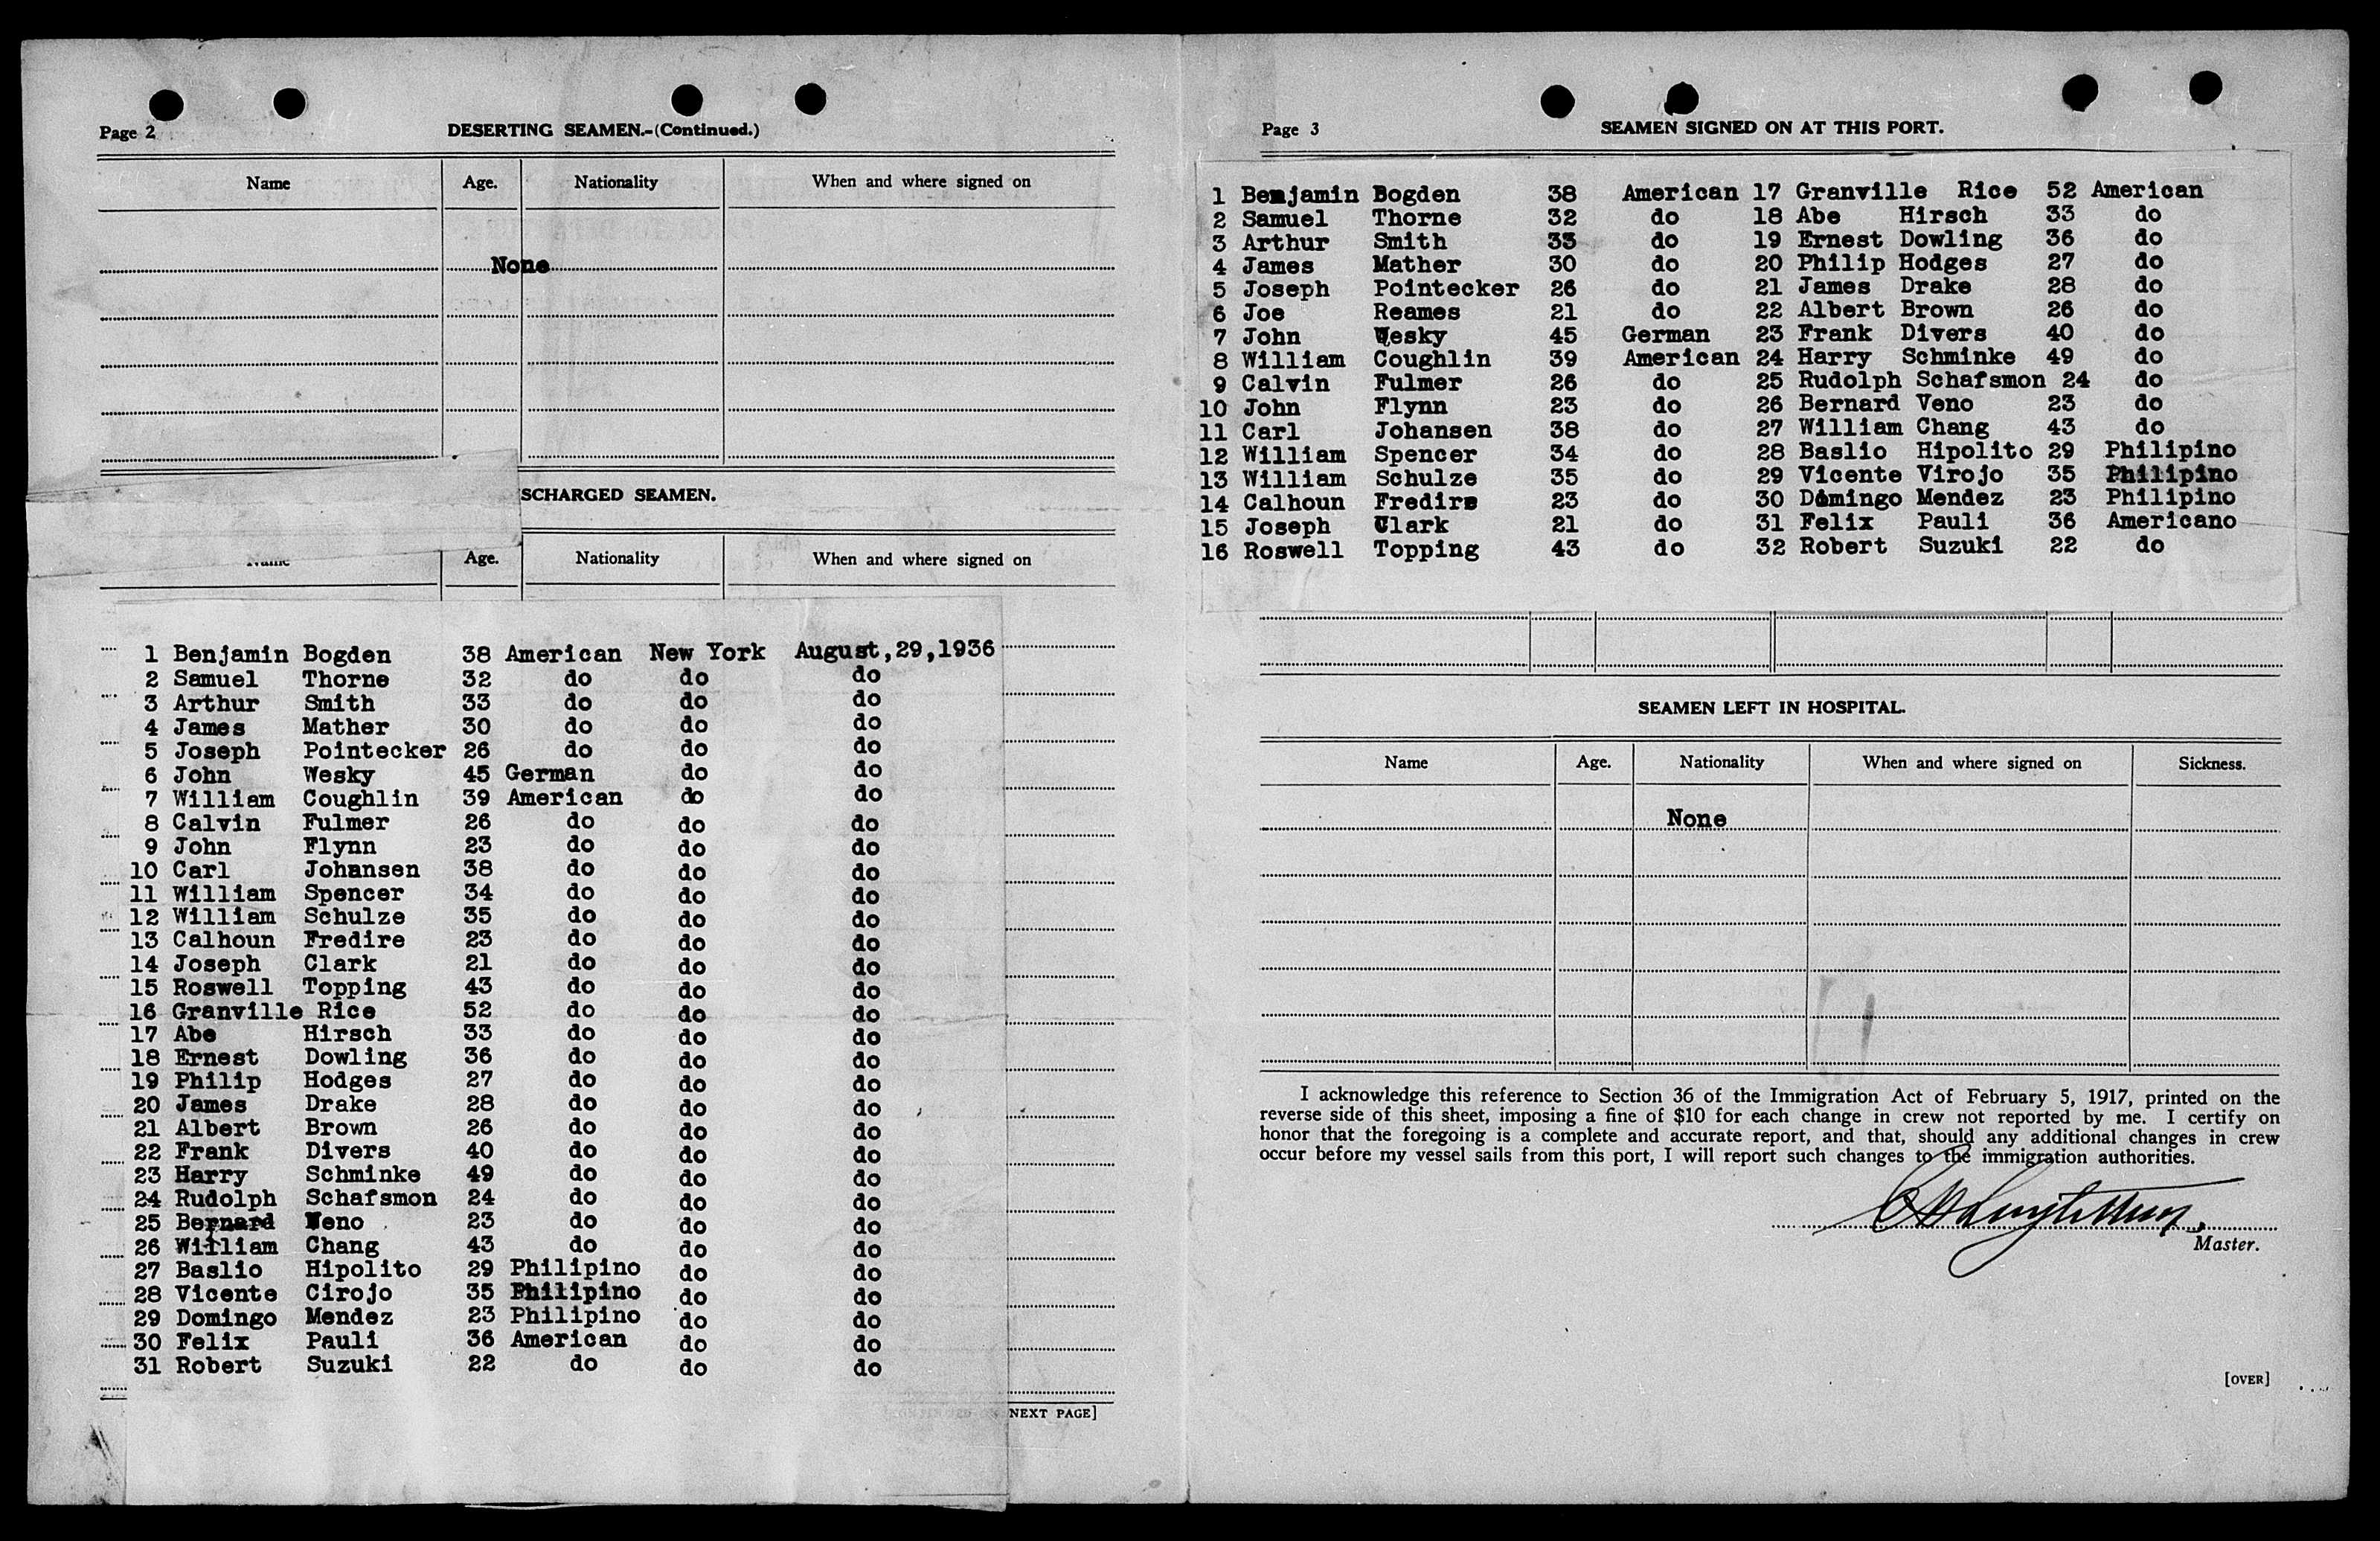 Page 2
DESERTING SEAMEN.-(Continued.)
Name Age. Nationality When and where signed on
None
SCHARGED SEAMEN.
Name Age. Nationality When and where signed on
1 Benjamin Bogden 38 American New York August,29,1936
2 Samuel Thorne 32 do do do
3 Arthur Smith 33 do do do
4 James Mather 30 do do do
5 Joseph Pointecker 26 do do do
6 John Wesky 45 German do do
7 William Coughlin 39 American do do
8 Calvin Fulmer 26 do do do
9 John Flynn 23 do do do
10 Carl Johansen 38 do do do
11 William Spencer 34 do do do
12 William Schulze 35 do do do
13 Calhoun Fredire 23 do do do
14 Joseph Clark 21 do do do
15 Roswell Topping 43 do do do
16 Granville Rice 52 do do do
17 Abe Hirsch 33 do do do
18 Ernest Dowling 36 do do do
19 Philip Hodges 27 do do do
20 James Drake 28 do do do
21 Albert Brown 26 do do do
22 Frank Divers 40 do do do
23 Harry Schminke 49 do do do
24 Rudolph Schafsmon 24 do do do
25 Bernard Veno 23 do do do
26 William Chang 43 do do do
27 Baslio Hipolito 29 Philipino do do
28 Vicente Cirojo 35 Philipino do do
29 Domingo Mendez 23 Philipino do do
30 Felix Pauli 36 American do do
31 Robert Suzuki 22 do do do
NEXT PAGE]
Page 3
SEAMEN SIGNED ON AT THIS PORT.
1 Benjamin Bogden 38 American 17 Granville Rice 52 American
2 Samuel Thorne 32 do 18 Abe Hirsch 33 do
3 Arthur Smith 33 do 19 Ernest Dowling 36 do
4 James Mather 30 do 20 Philip Hodges 27 do
5 Joseph Pointecker 26 do 21 James Drake 28 do
6 Joe Reames 21 do 22 Albert Brown 26 do
7 John Wesky 45 German 23 Frank Divers 40 do
8 William Coughlin 39 American 24 Harry Schminke 49 do
9 Calvin Fulmer 26 do 25 Rudolph Schafsmon 24 do
10 John Flynn 23 do 26 Bernard Veno 23 do
11 Carl Johansen 38 do 27 William Chang 43 do
12 William Spencer 34 do 28 Baslio Hipolito 29 Philipino
13 William Schulze 35 do 29 Vicente Virojo 35 Philipino
14 Calhoun Fredire 23 do 30 Domingo Mendez 23 Philipino
15 Joseph Clark 21 do 31 Felix Pauli 36 Americano
16 Roswell Topping 43 do 32 Robert Suzuki 22 do
SEAMEN LEFT IN HOSPITAL.
Name Age. Nationality When and where signed on Sickness.
None
I acknowledge this reference to Section 36 of the Immigration Act of February 5, 1917, printed on the
reverse side of this sheet, imposing a fine of $10 for each change in crew not reported by me. I certify on
honor that the foregoing is a complete and accurate report, and that, should any additional changes in crew
occur before my vessel sails from this port, I will report such changes to the immigration authorities.
Master.
[OVER]